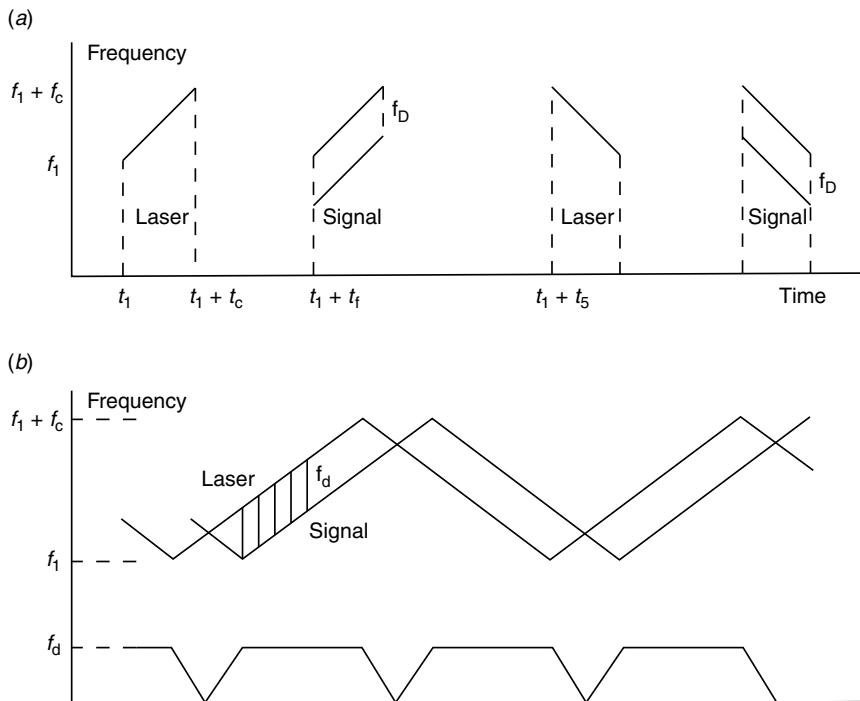 (a)
Frequency
f1 + fc
fD
f1
fD
Laser
Signal
Laser
Signal
t1
t1 + tc
t1 + tf
t1 + t5
Time
(b)
Frequency
f1 + fc
Laser
fd
Signal
f1
fd